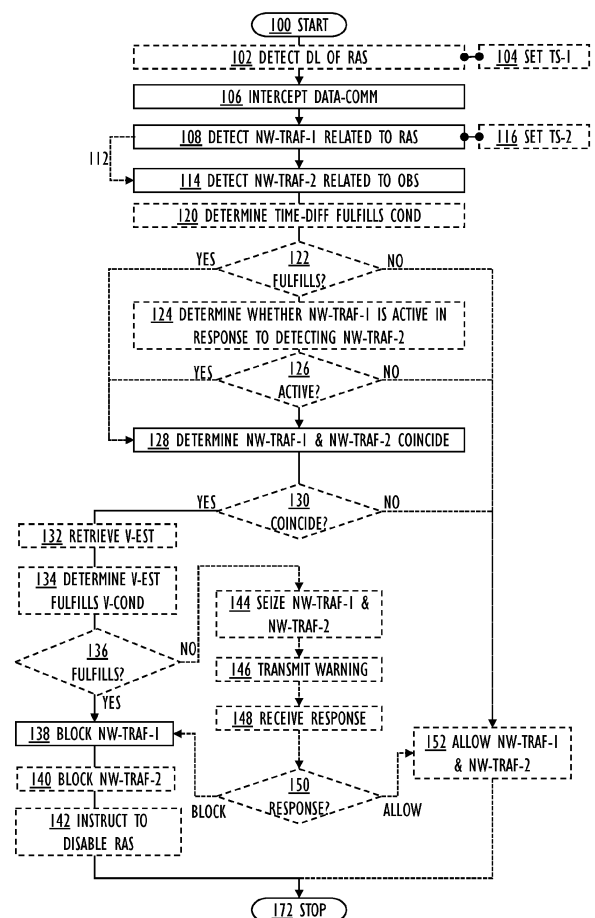 100 START
102 DETECT DL OF RAS
104 SET TS-1
106 INTERCEPT DATA-COMM
108 DETECT NW-TRAF-1 RELATED TO RAS
116 SET TS-2
112
114 DETECT NW-TRAF-2 RELATED TO OBS
120 DETERMINE TIME-DIFF FULFILLS COND
YES
122
NO
FULFILLS?
124 DETERMINE WHETHER NW-TRAF-1 IS ACTIVE IN
RESPONSE TO DETECTING NW-TRAF-2
YES
126
NO
ACTIVE?
128 DETERMINE NW-TRAF-1 & NW-TRAF-2 COINCIDE
YES
130
NO
COINCIDE?
132 RETRIEVE V-EST
134 DETERMINE V-EST
FULFILLS V-COND
136
FULFILLS?
NO
YES
144 SEIZE NW-TRAF-1 &
NW-TRAF-2
146 TRANSMIT WARNING
148 RECEIVE RESPONSE
138 BLOCK NW-TRAF-1
152 ALLOW NW-TRAF-1
& NW-TRAF-2
140 BLOCK NW-TRAF-2
150
RESPONSE?
BLOCK
ALLOW
142 INSTRUCT TO
DISABLE RAS
172 STOP